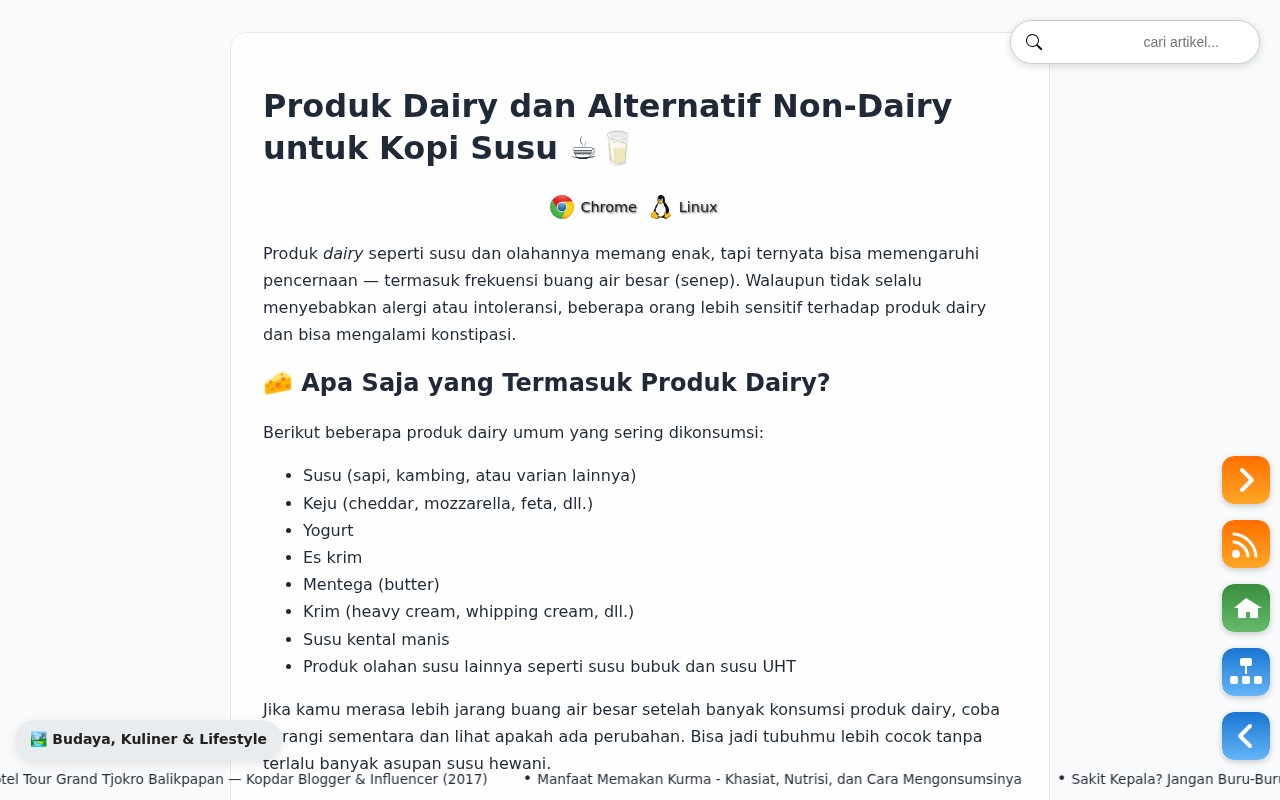 cari artikel...
Produk Dairy dan Alternatif Non-Dairy
untuk Kopi Susu ☕🥛
Chrome Linux
Produk dairy seperti susu dan olahannya memang enak, tapi ternyata bisa memengaruhi
pencernaan — termasuk frekuensi buang air besar (senep). Walaupun tidak selalu
menyebabkan alergi atau intoleransi, beberapa orang lebih sensitif terhadap produk dairy
dan bisa mengalami konstipasi.
🧀 Apa Saja yang Termasuk Produk Dairy?
Berikut beberapa produk dairy umum yang sering dikonsumsi:
• Susu (sapi, kambing, atau varian lainnya)
• Keju (cheddar, mozzarella, feta, dll.)
• Yogurt
• Es krim
• Mentega (butter)
• Krim (heavy cream, whipping cream, dll.)
• Susu kental manis
• Produk olahan susu lainnya seperti susu bubuk dan susu UHT
Jika kamu merasa lebih jarang buang air besar setelah banyak konsumsi produk dairy, coba
rangi sementara dan lihat apakah ada perubahan. Bisa jadi tubuhmu lebih cocok tanpa
terlalu banyak asupan susu hewani.
🏞️ Budaya, Kuliner & Lifestyle
tel Tour Grand Tjokro Balikpapan — Kopdar Blogger & Influencer (2017) • Manfaat Memakan Kurma - Khasiat, Nutrisi, dan Cara Mengonsumsinya • Sakit Kepala? Jangan Buru-Bur